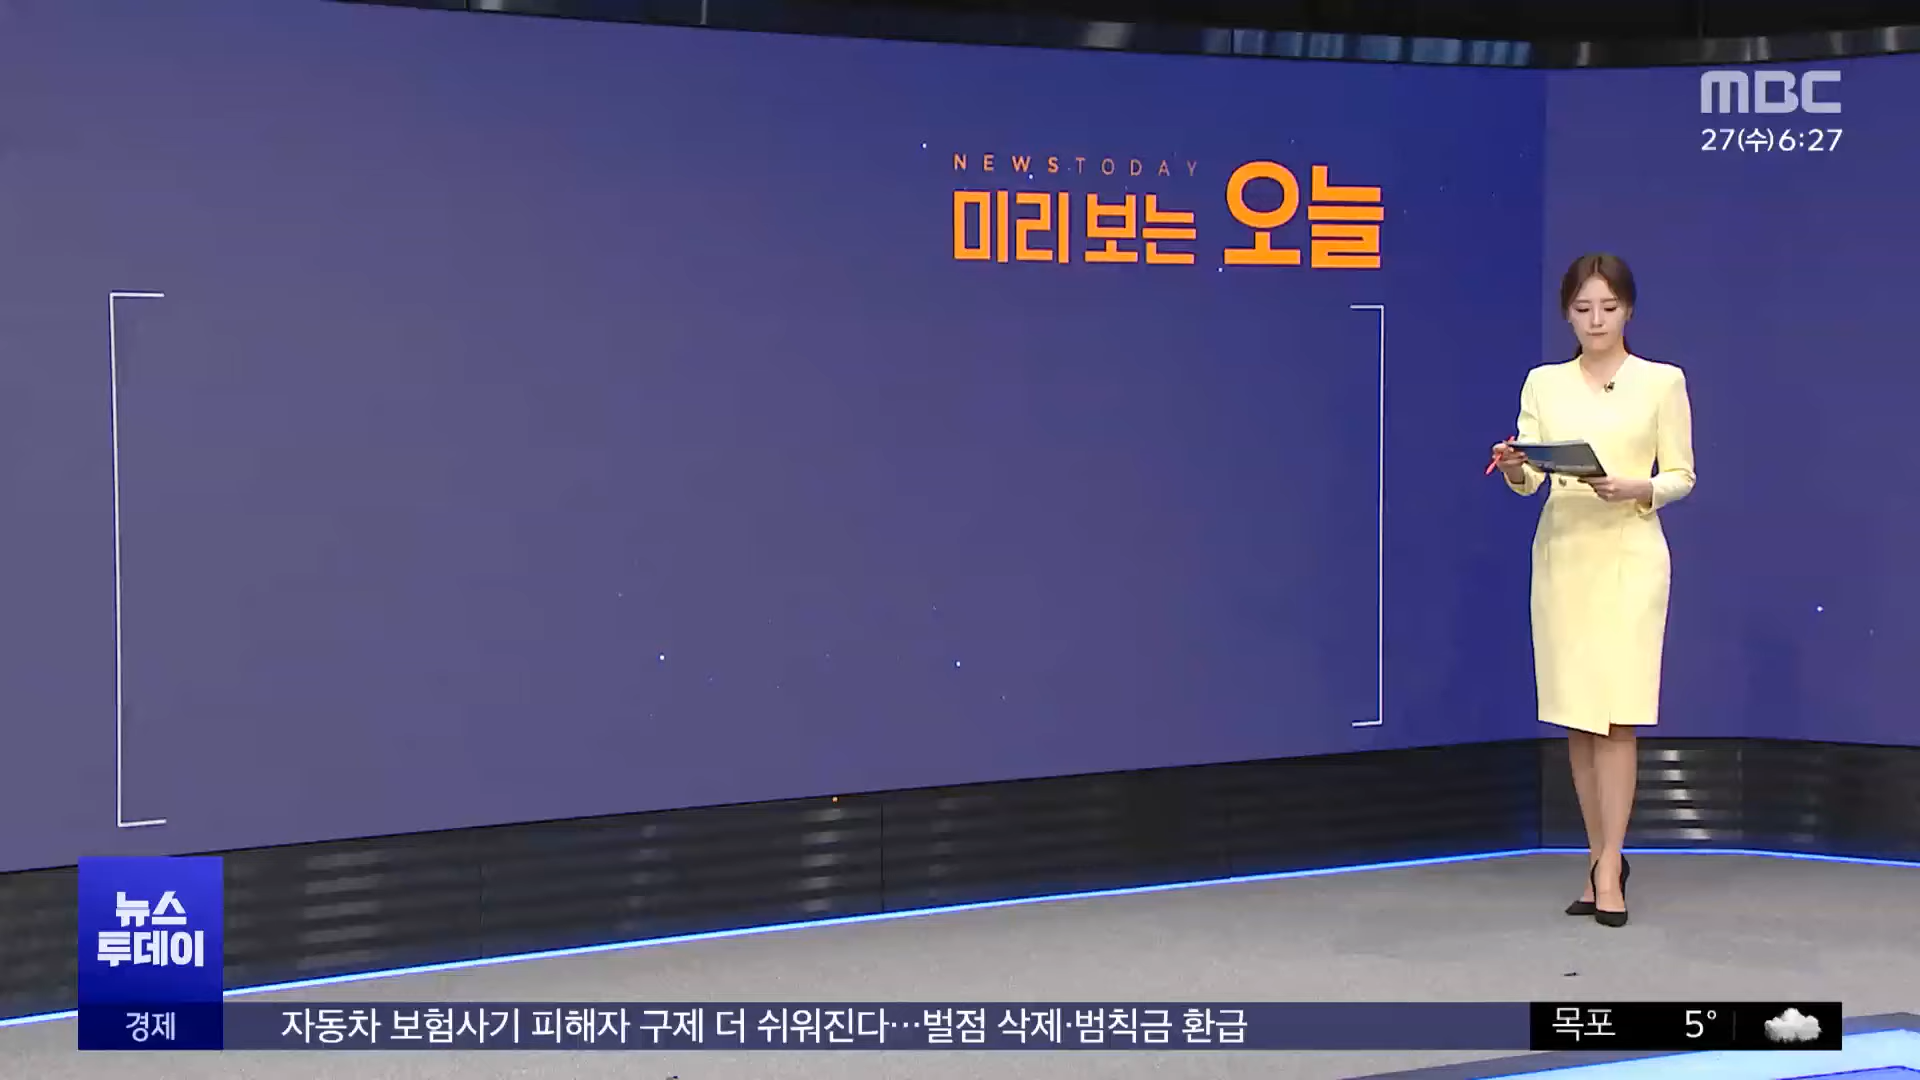 MBC
27(수)6:27
NEWSTODAY
미리 보는 오늘
뉴스
투데이
경제
자동차 보험사기 피해자 구제 더 쉬워진다…벌점 삭제·범칙금 환급
목포 5°